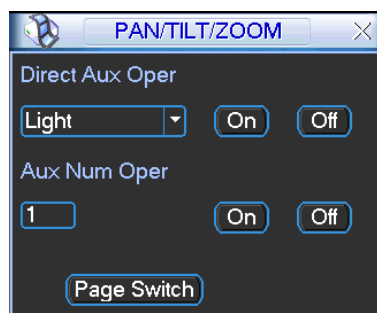 PAN/TILT/ZOOM
Direct Aux Oper
Light On Off
Aux Num Oper
1 On Off
Page Switch